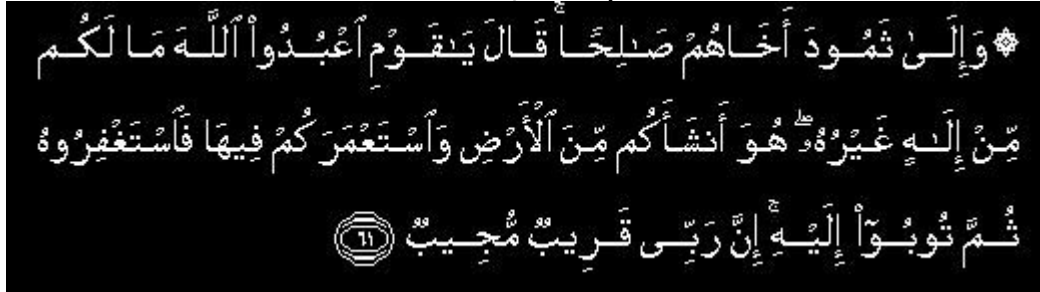 ۞ وَإِلَىٰ ثَمُودَ أَخَاهُمْ صَـٰلِحًا ۚ قَالَ يَـٰقَوْمِ ٱعْبُدُوا۟ ٱللَّهَ مَا لَكُم
مِّنْ إِلَـٰهٍ غَيْرُهُۥ ۖ هُوَ أَنشَأَكُم مِّنَ ٱلْأَرْضِ وَٱسْتَعْمَرَكُمْ فِيهَا فَٱسْتَغْفِرُوهُ
ثُمَّ تُوبُوٓا۟ إِلَيْهِ ۚ إِنَّ رَبِّى قَرِيبٌ مُّجِيبٌ ٦١